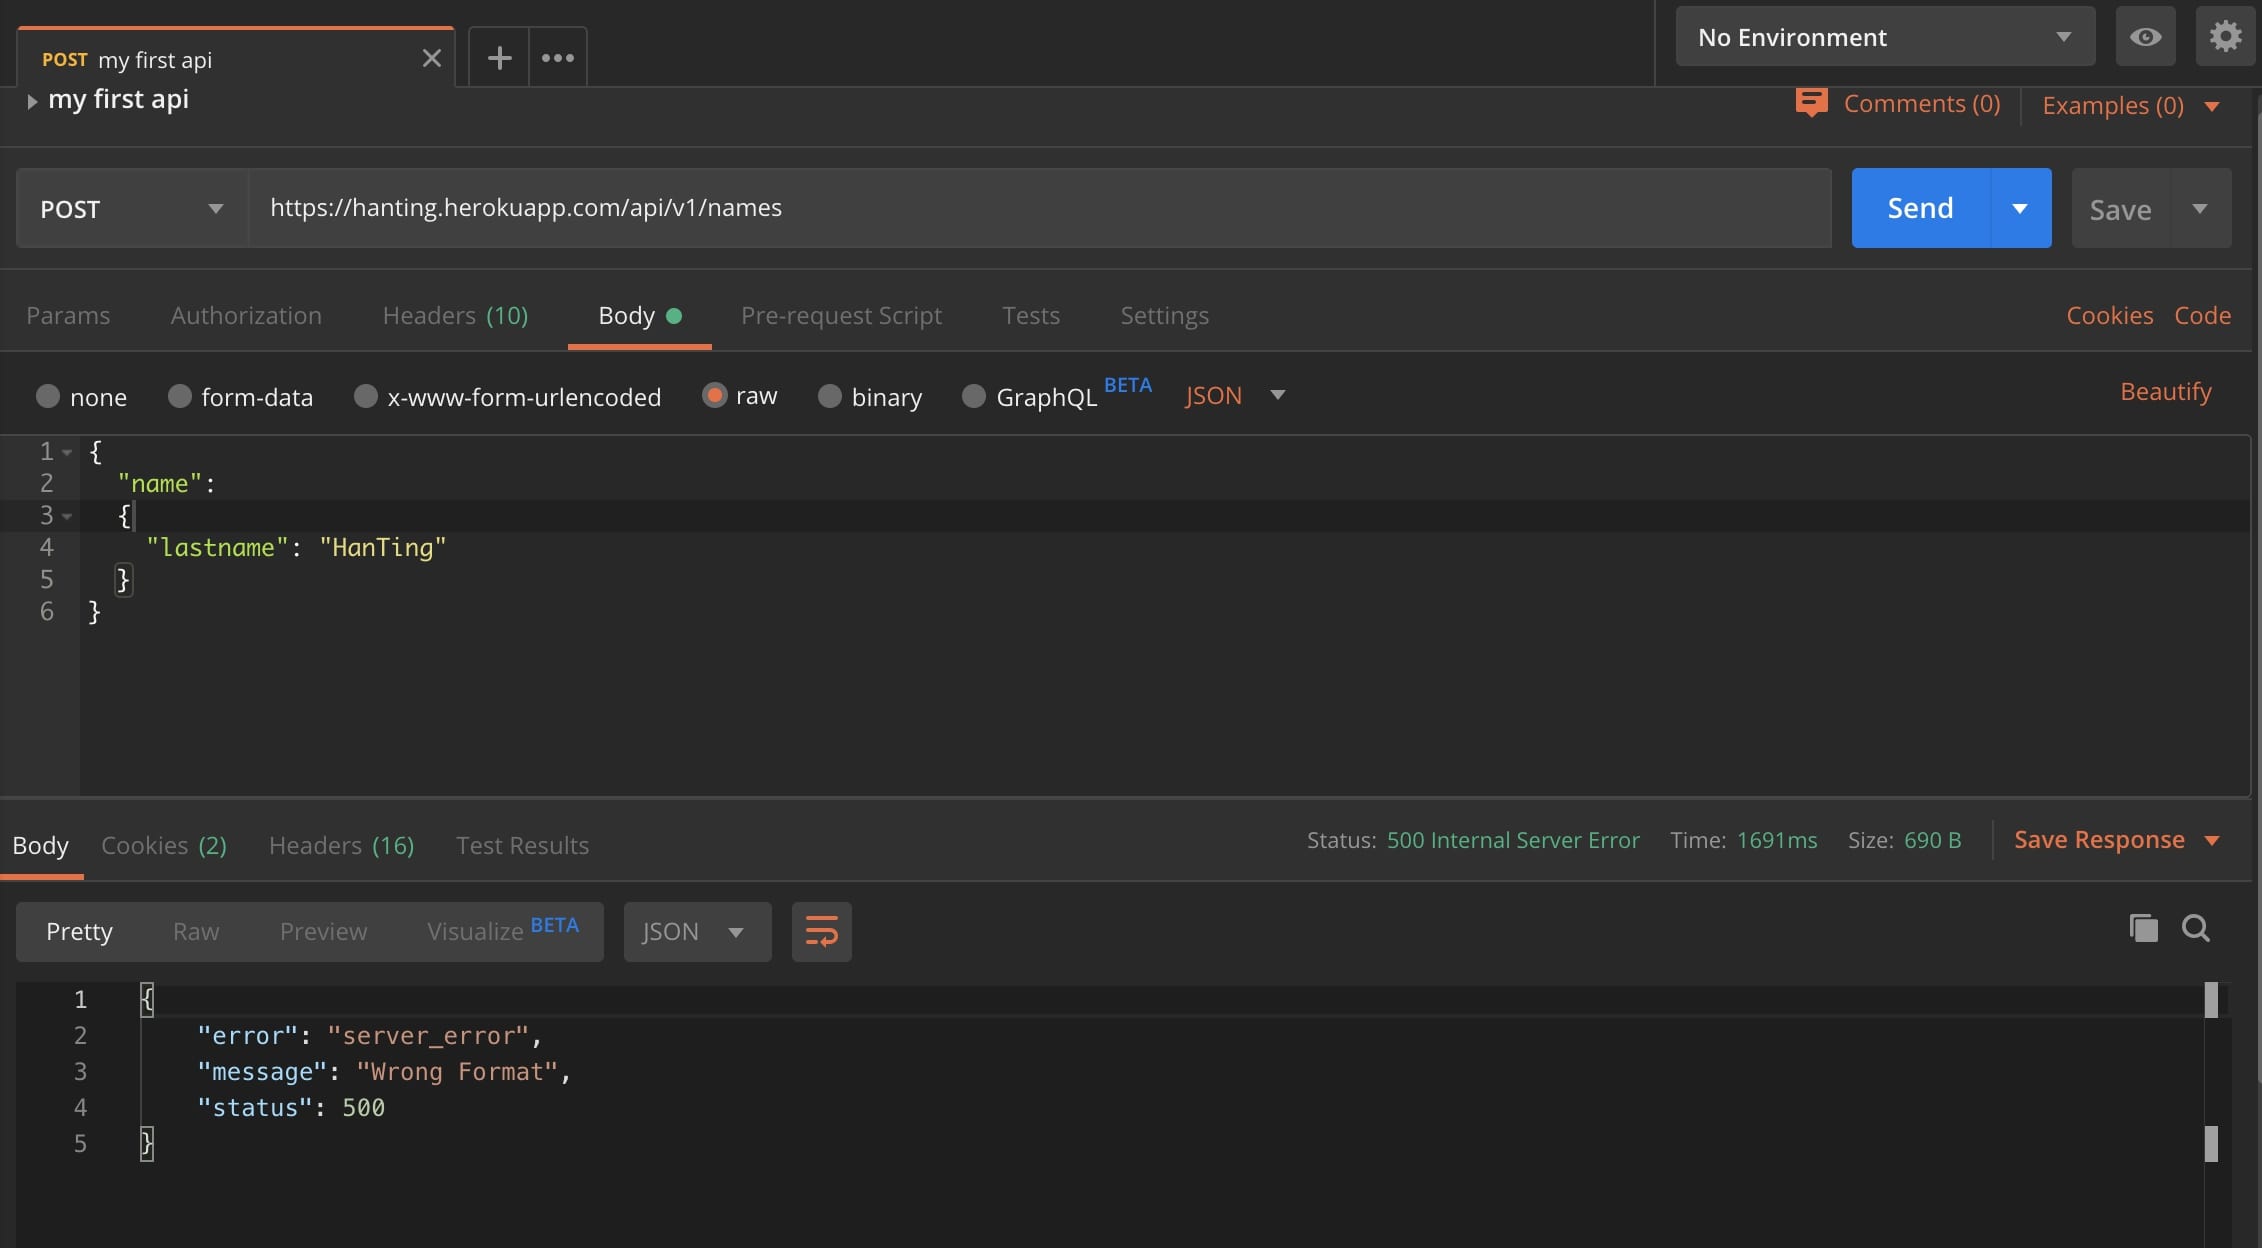 POST my first api
No Environment
my first api
Comments (0) Examples (0)
POST https://hanting.herokuapp.com/api/v1/names Send Save
Params Authorization Headers (10) Body Pre-request Script Tests Settings Cookies Code
none form-data x-www-form-urlencoded raw binary GraphQL BETA JSON Beautify
1 {
2 "name":
3 {
4 "lastname": "HanTing"
5 }
6 }
Body Cookies (2) Headers (16) Test Results Status: 500 Internal Server Error Time: 1691ms Size: 690 B Save Response
Pretty Raw Preview Visualize BETA JSON
1 {
2 "error": "server_error",
3 "message": "Wrong Format",
4 "status": 500
5 }